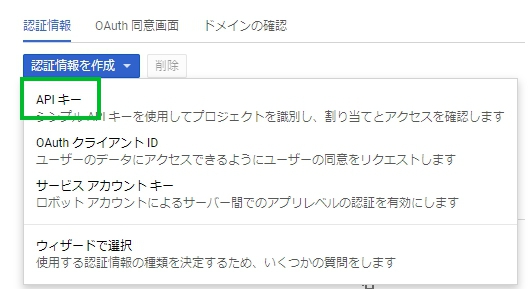 認証情報 OAuth 同意画面 ドメインの確認
認証情報を作成 削除
API キー
シンプル API キーを使用してプロジェクトを識別し、割り当てとアクセスを確認します
OAuth クライアント ID
ユーザーのデータにアクセスできるようにユーザーの同意をリクエストします
サービス アカウント キー
ロボット アカウントによるサーバー間でのアプリレベルの認証を有効にします
ウィザードで選択
使用する認証情報の種類を決定するため、いくつかの質問をします